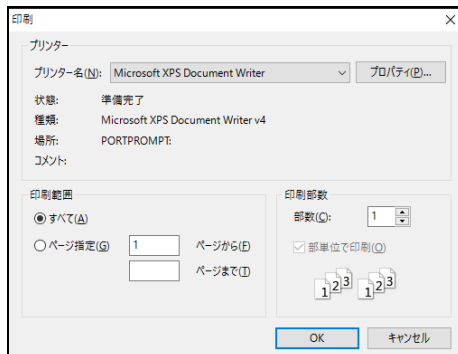 印刷
プリンター
プリンター名(N): Microsoft XPS Document Writer プロパティ(P)...
状態: 準備完了
種類: Microsoft XPS Document Writer v4
場所: PORTPROMPT:
コメント:
印刷範囲
すべて(A)
ページ指定(G) 1 ページから(F)
ページまで(T)
印刷部数
部数(C): 1
部単位で印刷(O)
1 2 3 1 2 3
OK キャンセル